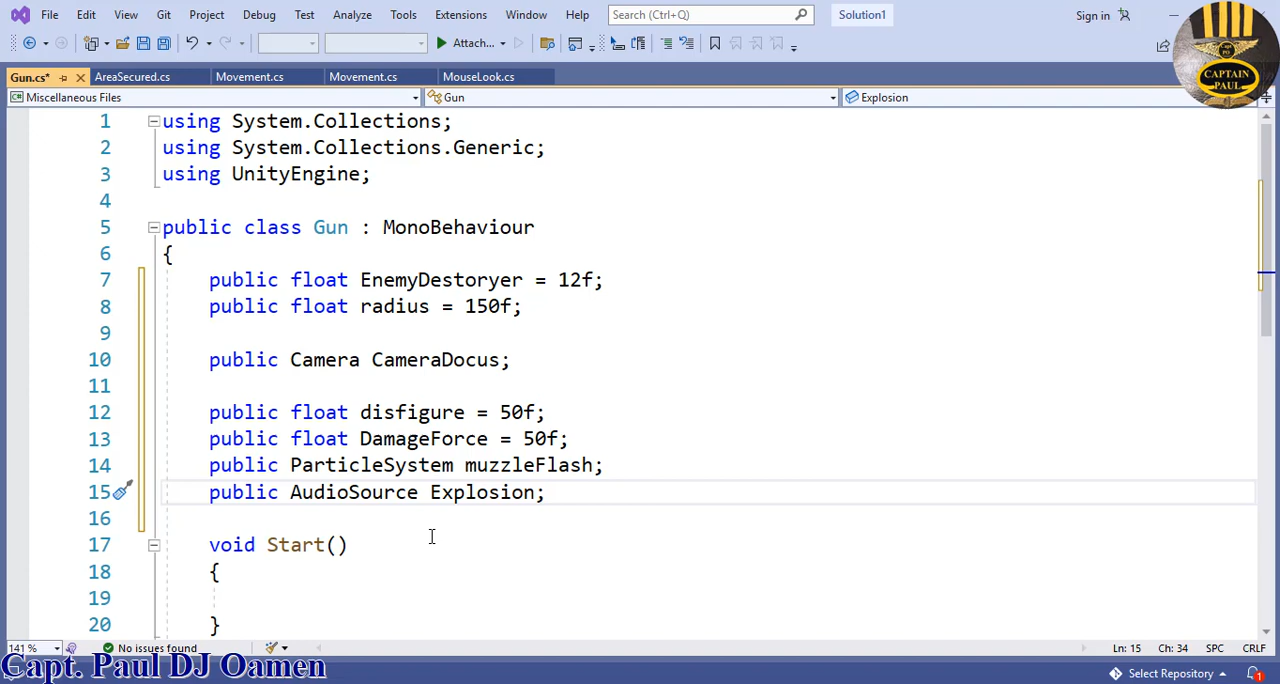 File Edit View Git Project Debug Test Analyze Tools Extensions Window Help Search (Ctrl+Q) Solution1 Sign in
Attach...
Gun.cs* AreaSecured.cs Movement.cs Movement.cs MouseLook.cs
C# Miscellaneous Files Gun Explosion
CAPTAIN
PAUL
1 using System.Collections;
2 using System.Collections.Generic;
3 using UnityEngine;
4
5 public class Gun : MonoBehaviour
6 {
7 public float EnemyDestoryer = 12f;
8 public float radius = 150f;
9
10 public Camera CameraDocus;
11
12 public float disfigure = 50f;
13 public float DamageForce = 50f;
14 public ParticleSystem muzzleFlash;
15 public AudioSource Explosion;
16
17 void Start()
18 {
19
20 }
141 % No issues found Ln: 15 Ch: 34 SPC CRLF
Capt. Paul DJ Oamen
Select Repository 1